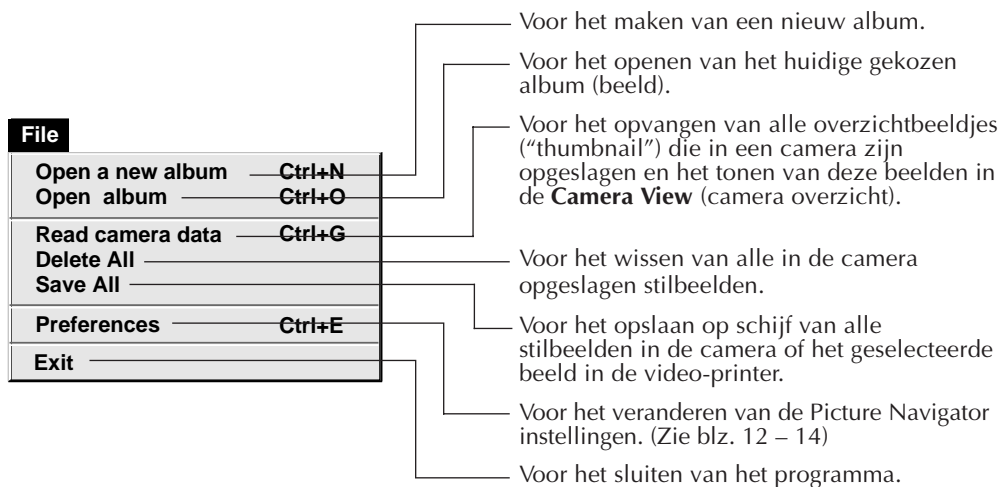 File
Open a new album Ctrl+N
Open album Ctrl+O
Read camera data Ctrl+G
Delete All
Save All
Preferences Ctrl+E
Exit
Voor het maken van een nieuw album.
Voor het openen van het huidige gekozen
album (beeld).
Voor het opvangen van alle overzichtbeeldjes
(“thumbnail”) die in een camera zijn
opgeslagen en het tonen van deze beelden in
de Camera View (camera overzicht).
Voor het wissen van alle in de camera
opgeslagen stilbeelden.
Voor het opslaan op schijf van alle
stilbeelden in de camera of het geselecteerde
beeld in de video-printer.
Voor het veranderen van de Picture Navigator
instellingen. (Zie blz. 12 – 14)
Voor het sluiten van het programma.